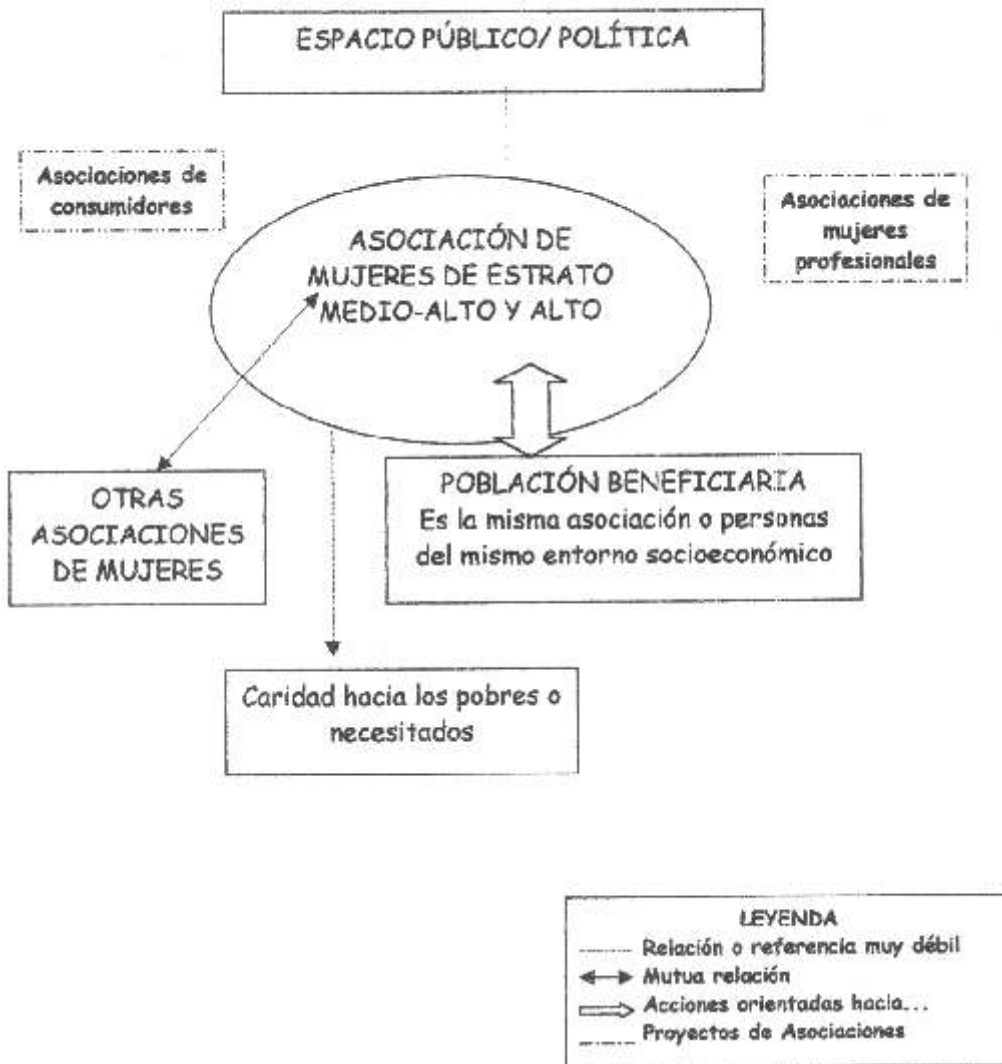 ESPACIO PÚBLICO/ POLÍTICA
Asociaciones de
consumidores
Asociaciones de
mujeres
profesionales
ASOCIACIÓN DE
MUJERES DE ESTRATO
MEDIO-ALTO Y ALTO
OTRAS
ASOCIACIONES
DE MUJERES
POBLACIÓN BENEFICIARIA
Es la misma asociación o personas
del mismo entorno socioeconómico
Caridad hacia los pobres o
necesitados
LEYENDA
Relación o referencia muy débil
Mutua relación
Acciones orientadas hacia...
Proyectos de Asociaciones